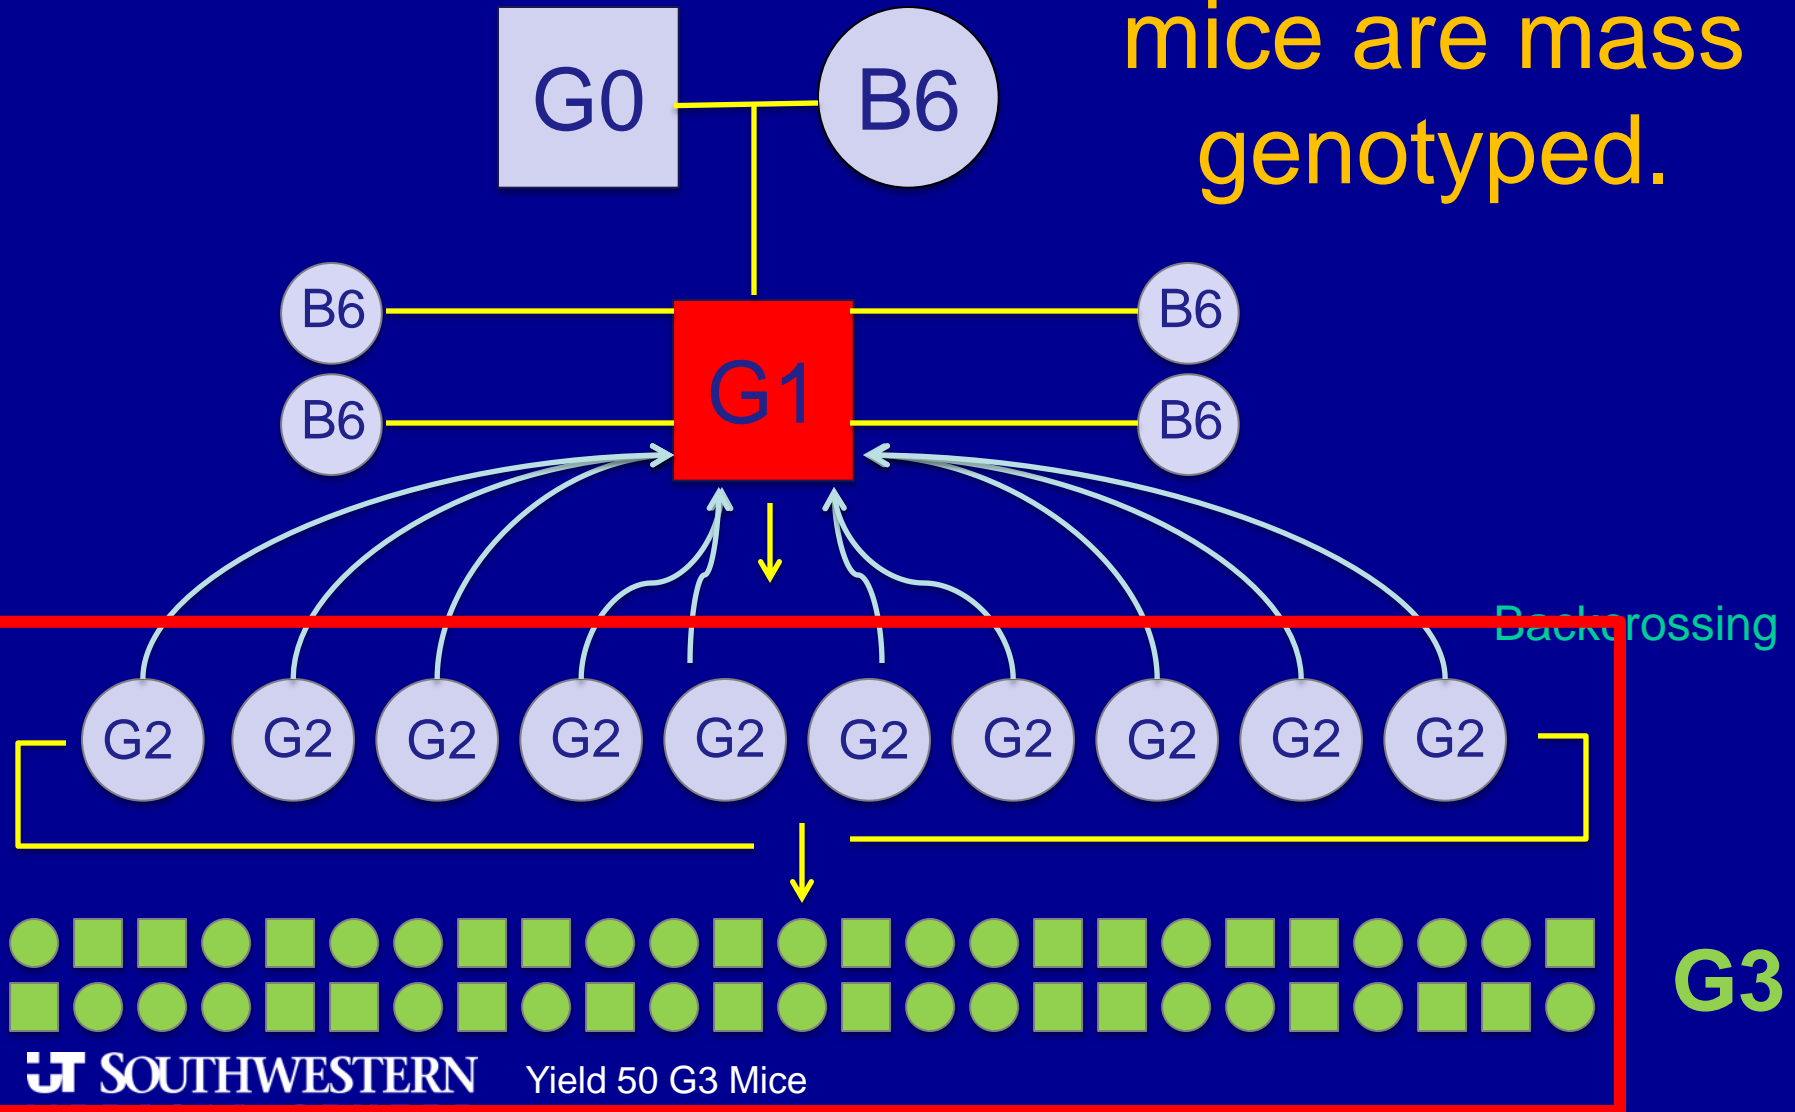 mice are mass
genotyped.
G0 B6
B6 B6
G1
B6 B6
Backcrossing
G2 G2 G2 G2 G2 G2 G2 G2 G2 G2
G3
UT SOUTHWESTERN
Yield 50 G3 Mice